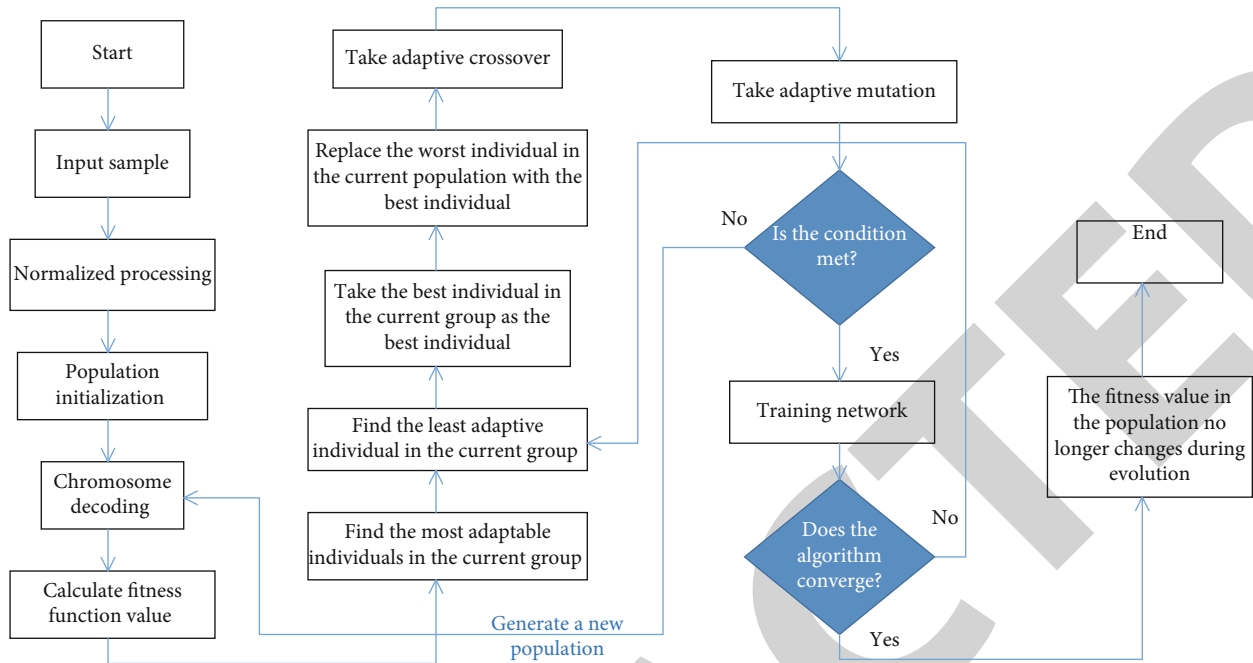 Start
Input sample
Normalized processing
Population
initialization
Chromosome
decoding
Calculate fitness
function value
Take adaptive crossover
Replace the worst individual in
the current population with the
best individual
Take the best individual in
the current group as the
best individual
Find the least adaptive
individual in the current group
Find the most adaptable
individuals in the current group
Generate a new
population
Take adaptive mutation
No
Is the condition
met?
Yes
Training network
No
Does the
algorithm
converge?
Yes
End
The fitness value in
the population no
longer changes during
evolution
CTED